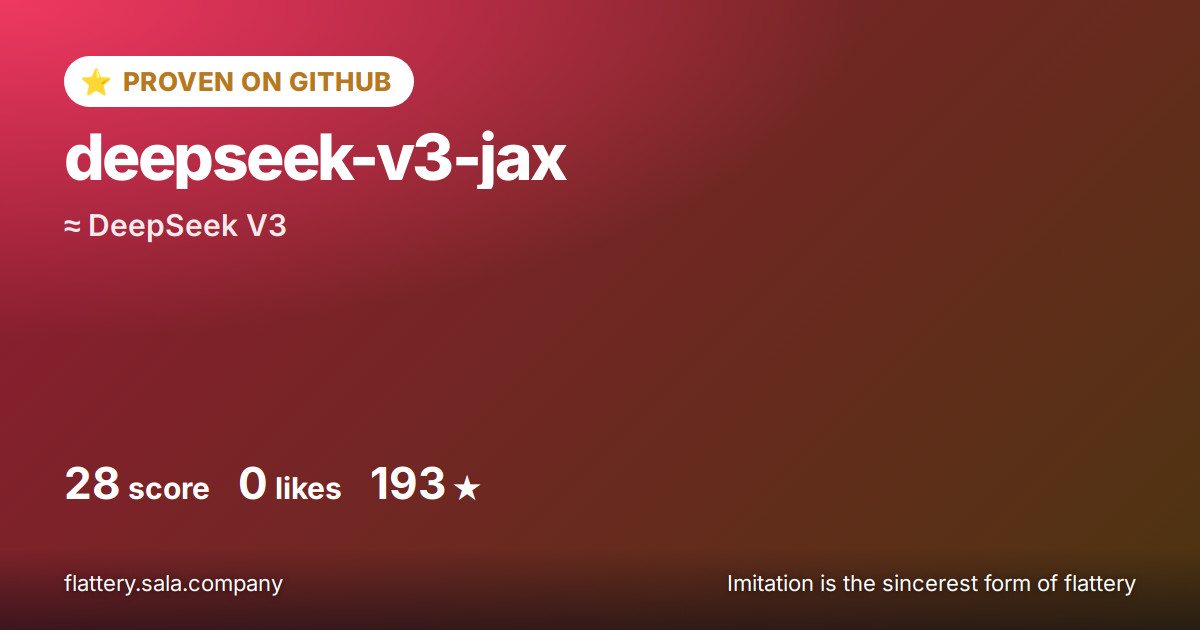 ⭐ PROVEN ON GITHUB
deepseek-v3-jax
≈ DeepSeek V3
28 score 0 likes 193 ★
flattery.sala.company
Imitation is the sincerest form of flattery